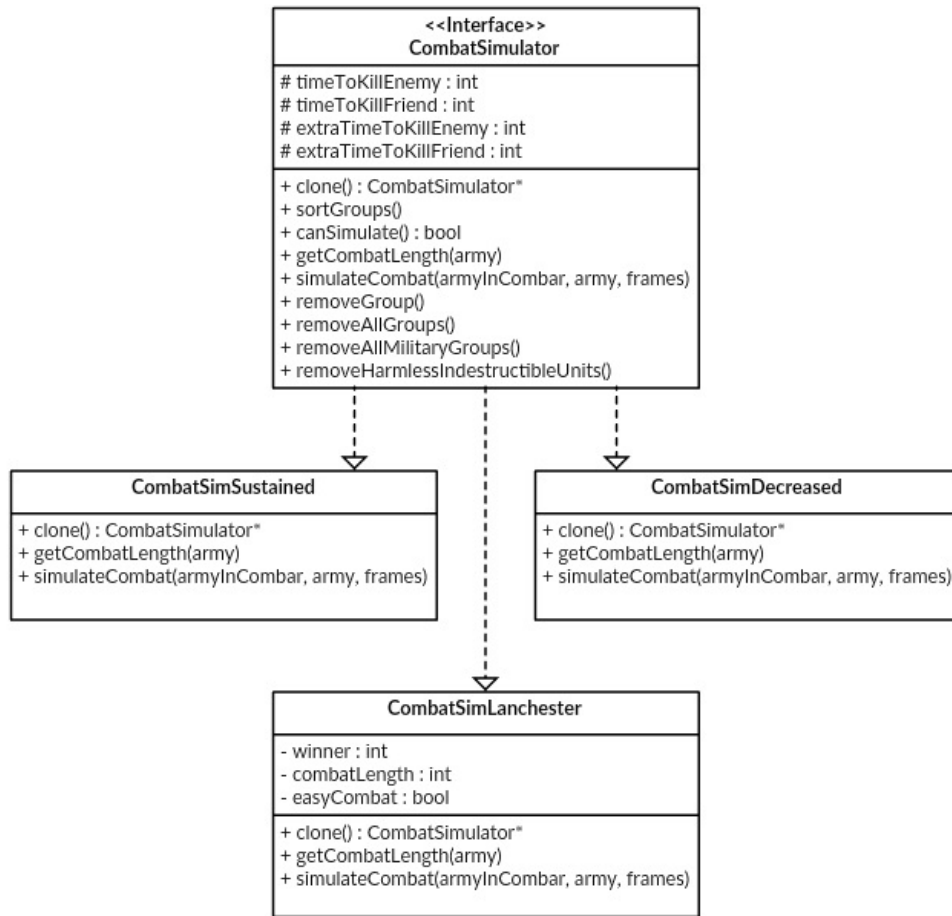 <<Interface>>
CombatSimulator
# timeToKillEnemy : int
# timeToKillFriend : int
# extraTimeToKillEnemy : int
# extraTimeToKillFriend : int
+ clone() : CombatSimulator*
+ sortGroups()
+ canSimulate() : bool
+ getCombatLength(army)
+ simulateCombat(armyInCombar, army, frames)
+ removeGroup()
+ removeAllGroups()
+ removeAllMilitaryGroups()
+ removeHarmlessIndestructibleUnits()
CombatSimSustained
+ clone() : CombatSimulator*
+ getCombatLength(army)
+ simulateCombat(armyInCombar, army, frames)
CombatSimDecreased
+ clone() : CombatSimulator*
+ getCombatLength(army)
+ simulateCombat(armyInCombar, army, frames)
CombatSimLanchester
- winner : int
- combatLength : int
- easyCombat : bool
+ clone() : CombatSimulator*
+ getCombatLength(army)
+ simulateCombat(armyInCombar, army, frames)